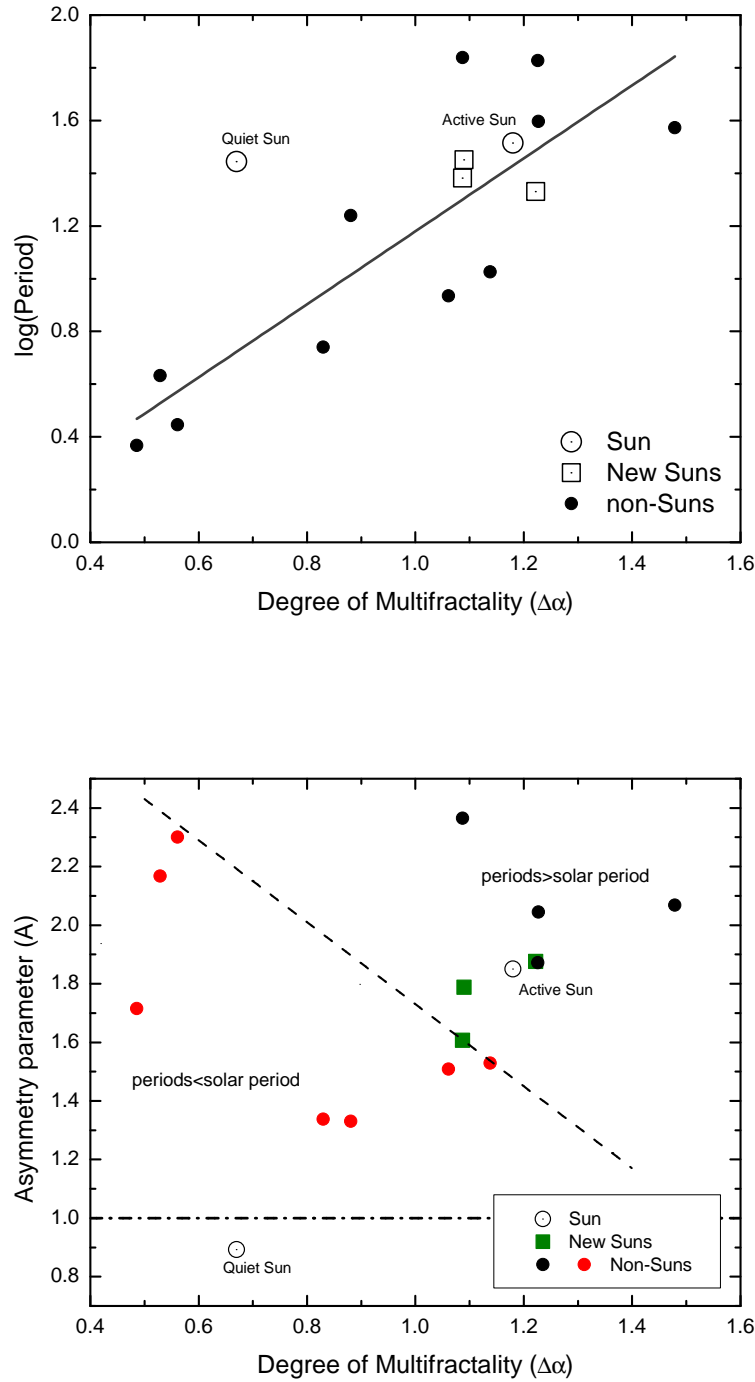 2.0
1.6
1.2
0.8
0.4
0.0
log(Period)
Quiet Sun
Active Sun
Sun
New Suns
non-Suns
0.4 0.6 0.8 1.0 1.2 1.4 1.6
Degree of Multifractality (Δα)
2.4
2.2
2.0
1.8
1.6
1.4
1.2
1.0
0.8
Asymmetry parameter (A)
periods>solar period
Active Sun
periods<solar period
Quiet Sun
Sun
New Suns
Non-Suns
0.4 0.6 0.8 1.0 1.2 1.4 1.6
Degree of Multifractality (Δα)